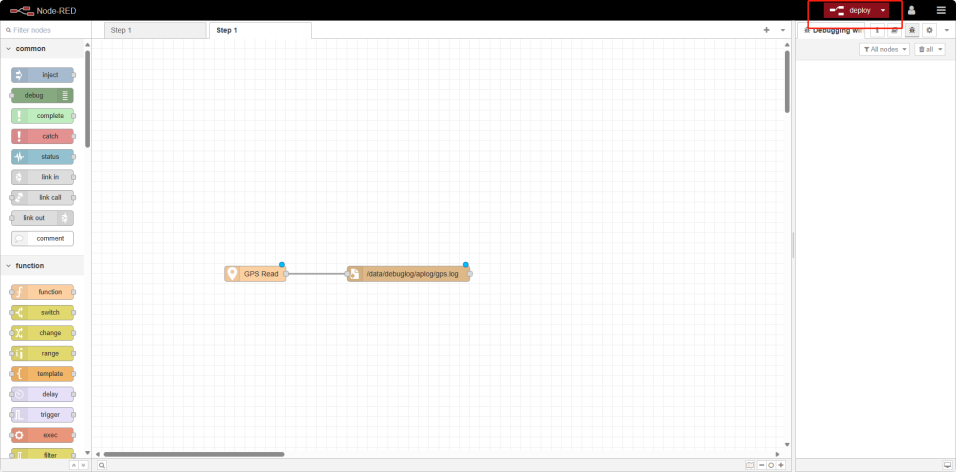 Node-RED
deploy
Filter nodes
Step 1
Step 1
Debugging wi
All nodes
all
common
inject
debug
complete
catch
status
link in
link call
link out
comment
function
function
switch
change
range
template
delay
trigger
exec
filter
GPS Read
/data/debuglog/aplog/gps.log